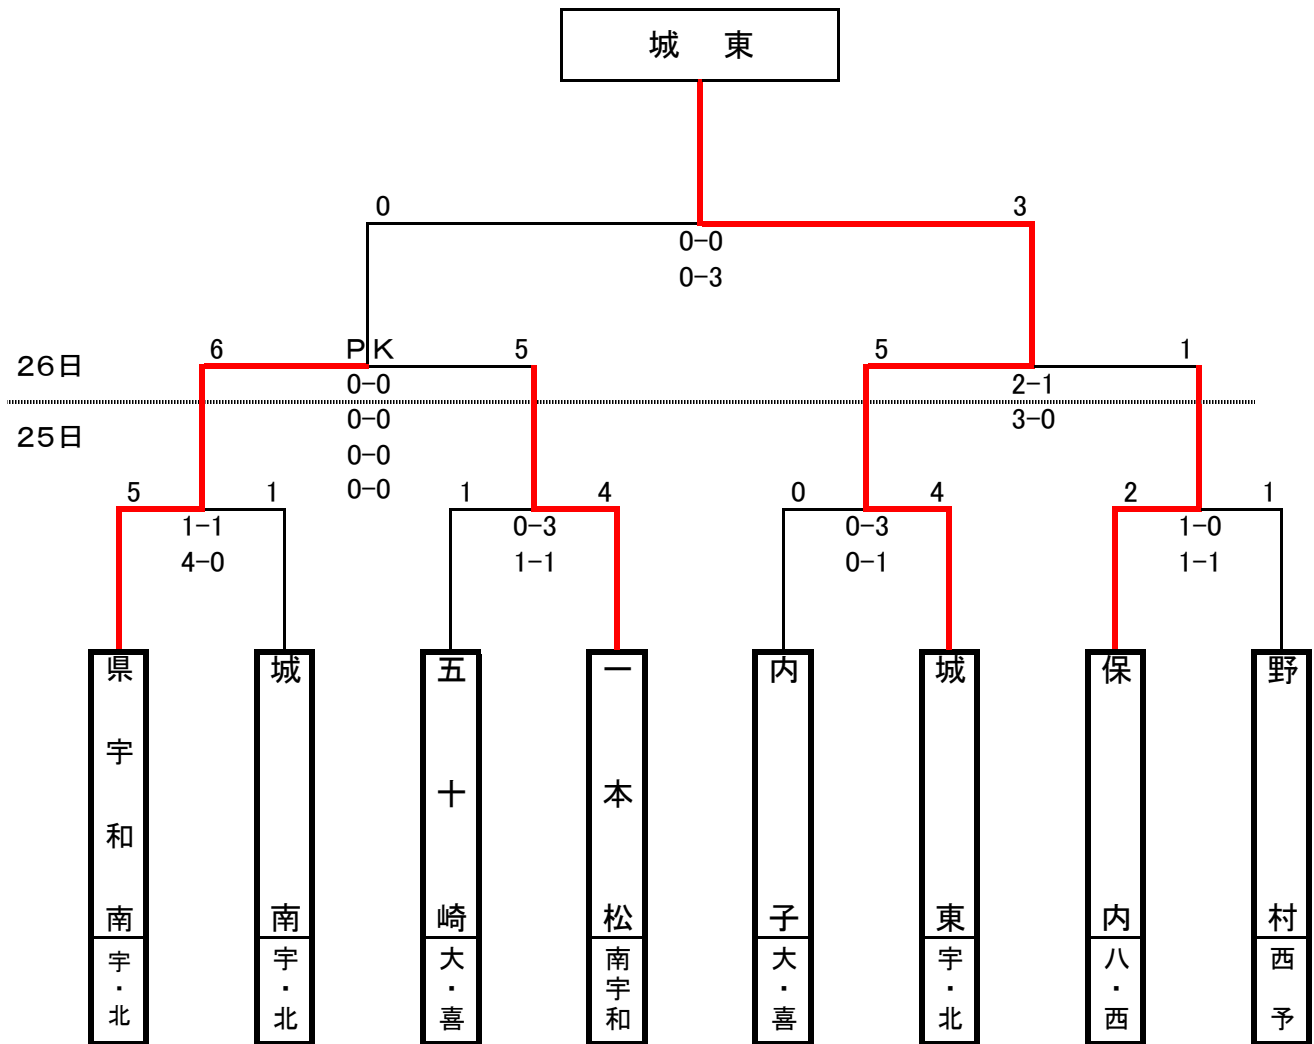 城 東
0 3
0-0
0-3
6 ＰＫ 5 5 1
26日
0-0 2-1
0-0 3-0
25日
0-0
0-0
5 1 1 4 0 4 2 1
1-1 0-3 0-3 1-0
4-0 1-1 0-1 1-1
県宇和南
宇・北
城南
宇・北
五十崎
大・喜
一本松
南宇和
内子
大・喜
城東
宇・北
保内
八・西
野村
西予